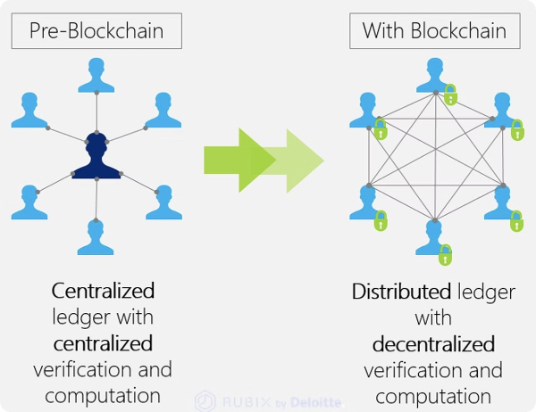 Pre-Blockchain
With Blockchain
Centralized
ledger with
centralized
verification and
computation
Distributed ledger
with
decentralized
verification and
computation
RUBIX by Deloitte